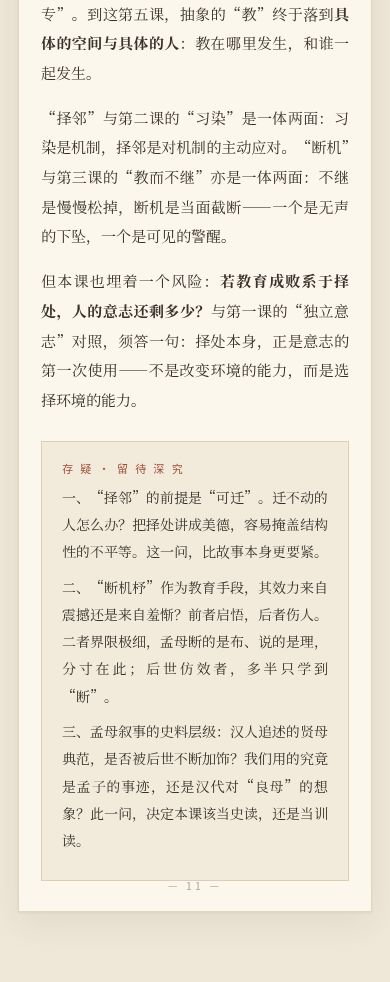 专”。到这第五课，抽象的“教”终于落到具
体的空间与具体的人：教在哪里发生，和谁一
起发生。
“择邻”与第二课的“习染”是一体两面：习
染是机制，择邻是对机制的主动应对。“断机”
与第三课的“教而不继”亦是一体两面：不继
是慢慢松掉，断机是当面截断——一个是无声
的下坠，一个是可见的警醒。
但本课也埋着一个风险：若教育成败系于择
处，人的意志还剩多少？与第一课的“独立意
志”对照，须答一句：择处本身，正是意志的
第一次使用——不是改变环境的能力，而是选
择环境的能力。
存疑·留待深究
一、“择邻”的前提是“可迁”。迁不动的
人怎么办？把择处讲成美德，容易掩盖结构
性的不平等。这一问，比故事本身更要紧。
二、“断机杼”作为教育手段，其效力来自
震撼还是来自羞惭？前者启悟，后者伤人。
二者界限极细，孟母断的是布、说的是理，
分寸在此；后世仿效者，多半只学到
“断”。
三、孟母叙事的史料层级：汉人追述的贤母
典范，是否被后世不断加饰？我们用的究竟
是孟子的事迹，还是汉代对“良母”的想
象？此一问，决定本课该当史读，还是当训
读。
— 11 —